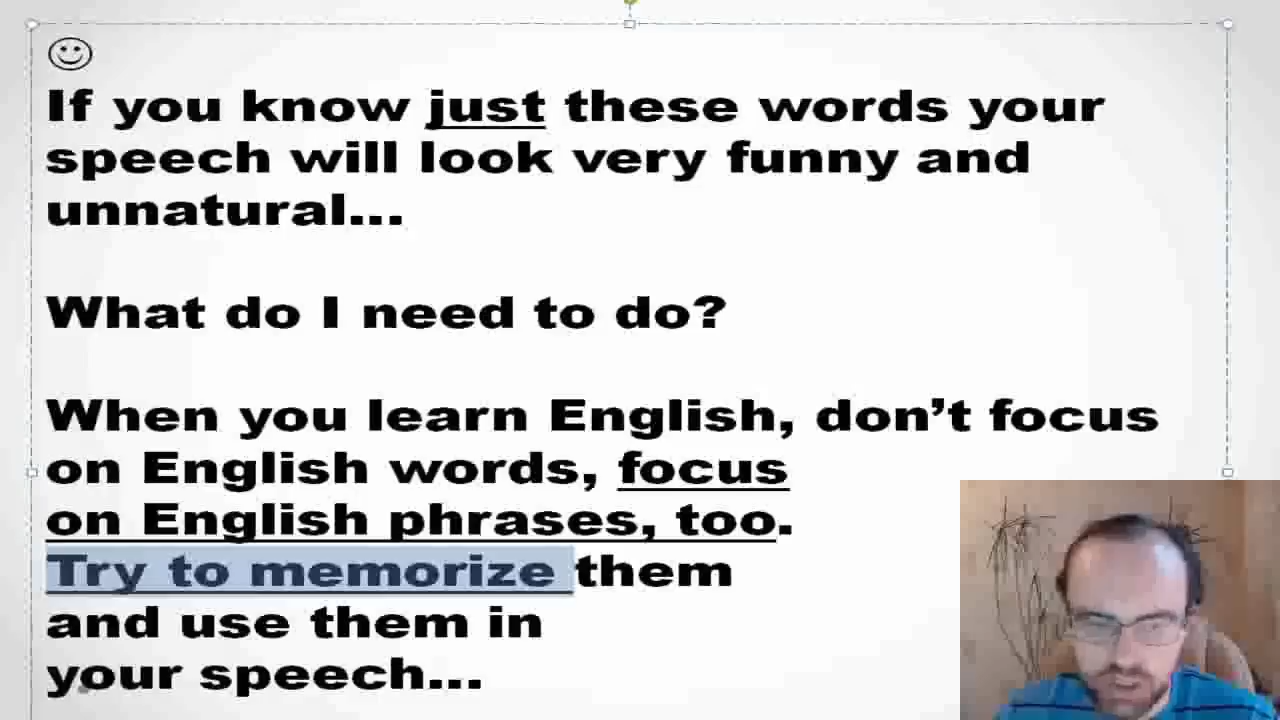 If you know just these words your
speech will look very funny and
unnatural...
What do I need to do?
When you learn English, don’t focus
on English words, focus
on English phrases, too.
Try to memorize them
and use them in
your speech...